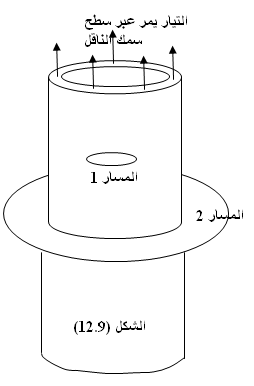 التيار يمر عبر سطح
سمك الناقل
المسار 1
المسار 2
الشكل (12.9)